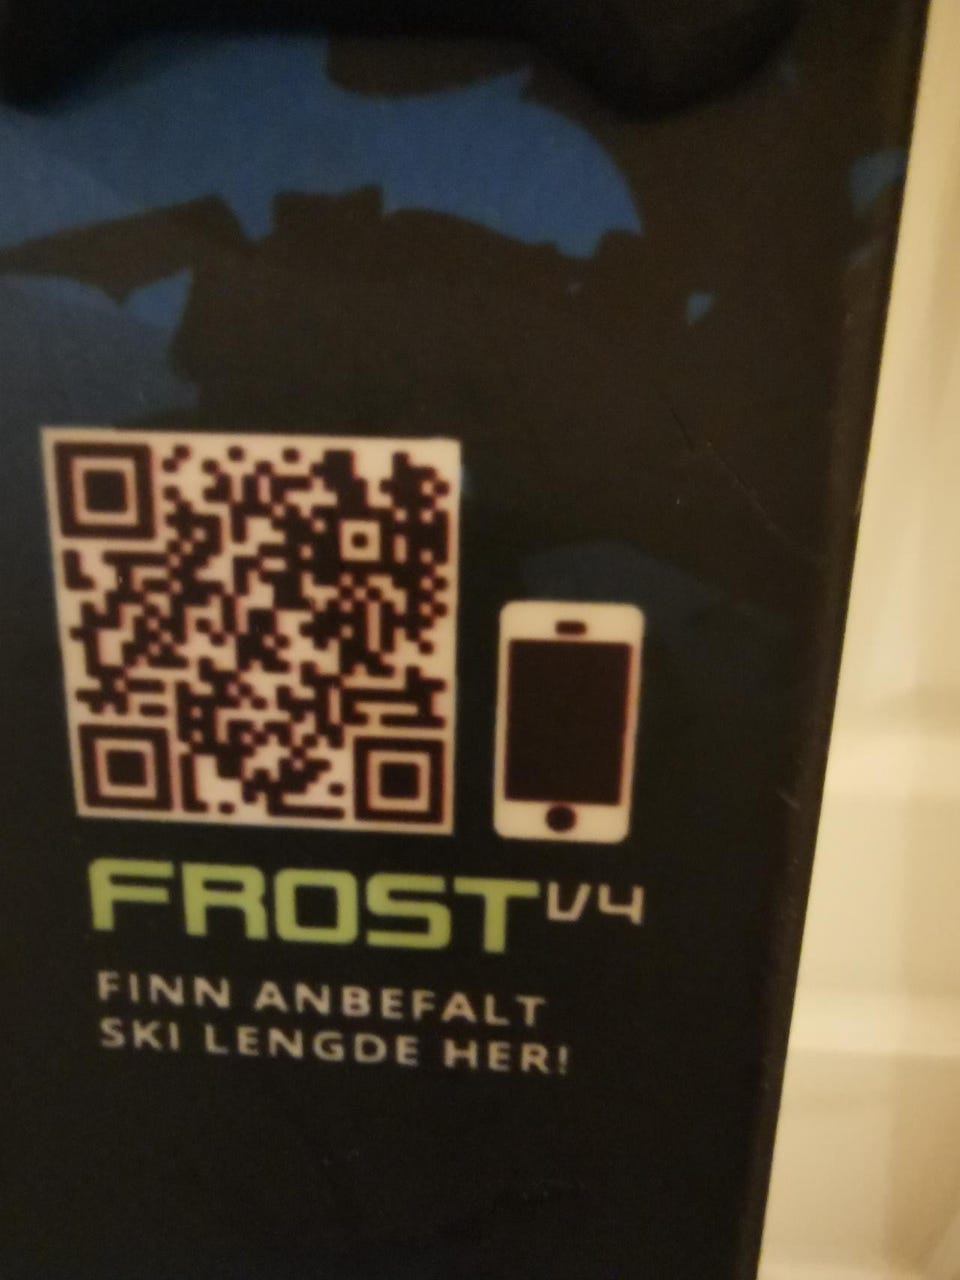 FROST V4
FINN ANBEFALT
SKI LENGDE HER!